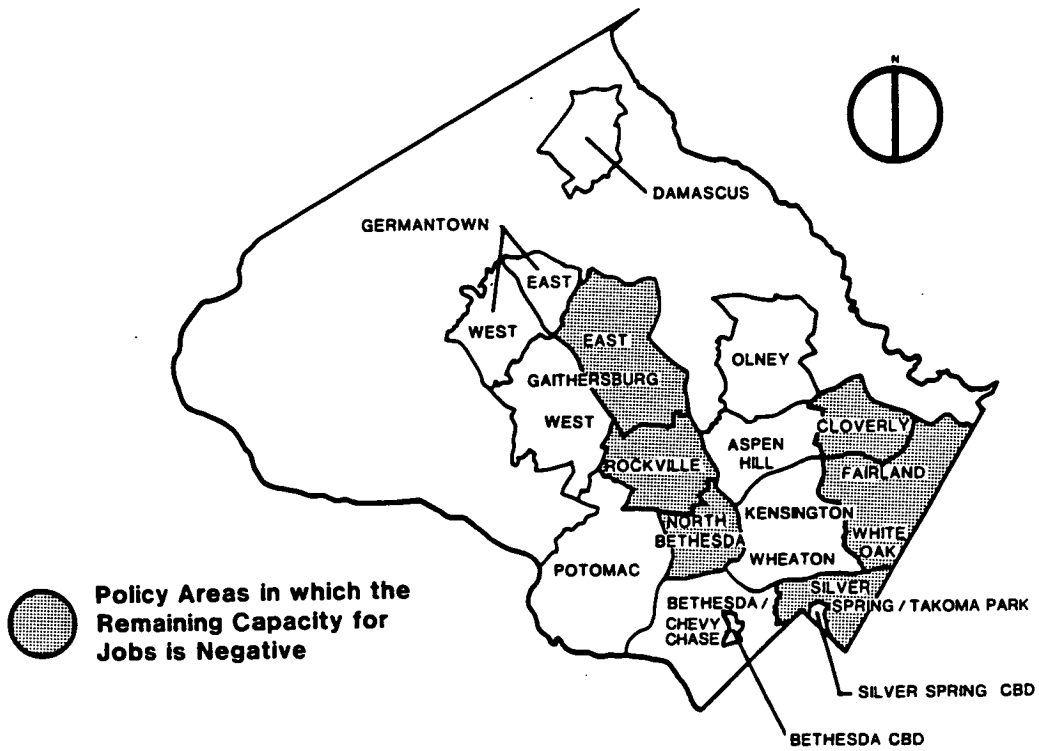 N
DAMASCUS
GERMANTOWN
EAST
WEST
EAST
OLNEY
GAITHERSBURG
WEST
CLOVERLY
ASPEN
HILL
ROCKVILLE
FAIRLAND
KENSINGTON
NORTH
BETHESDA
WHITE
OAK
WHEATON
POTOMAC
SILVER
SPRING / TAKOMA PARK
BETHESDA /
CHEVY
CHASE
Policy Areas in which the
Remaining Capacity for
Jobs is Negative
SILVER SPRING CBD
BETHESDA CBD